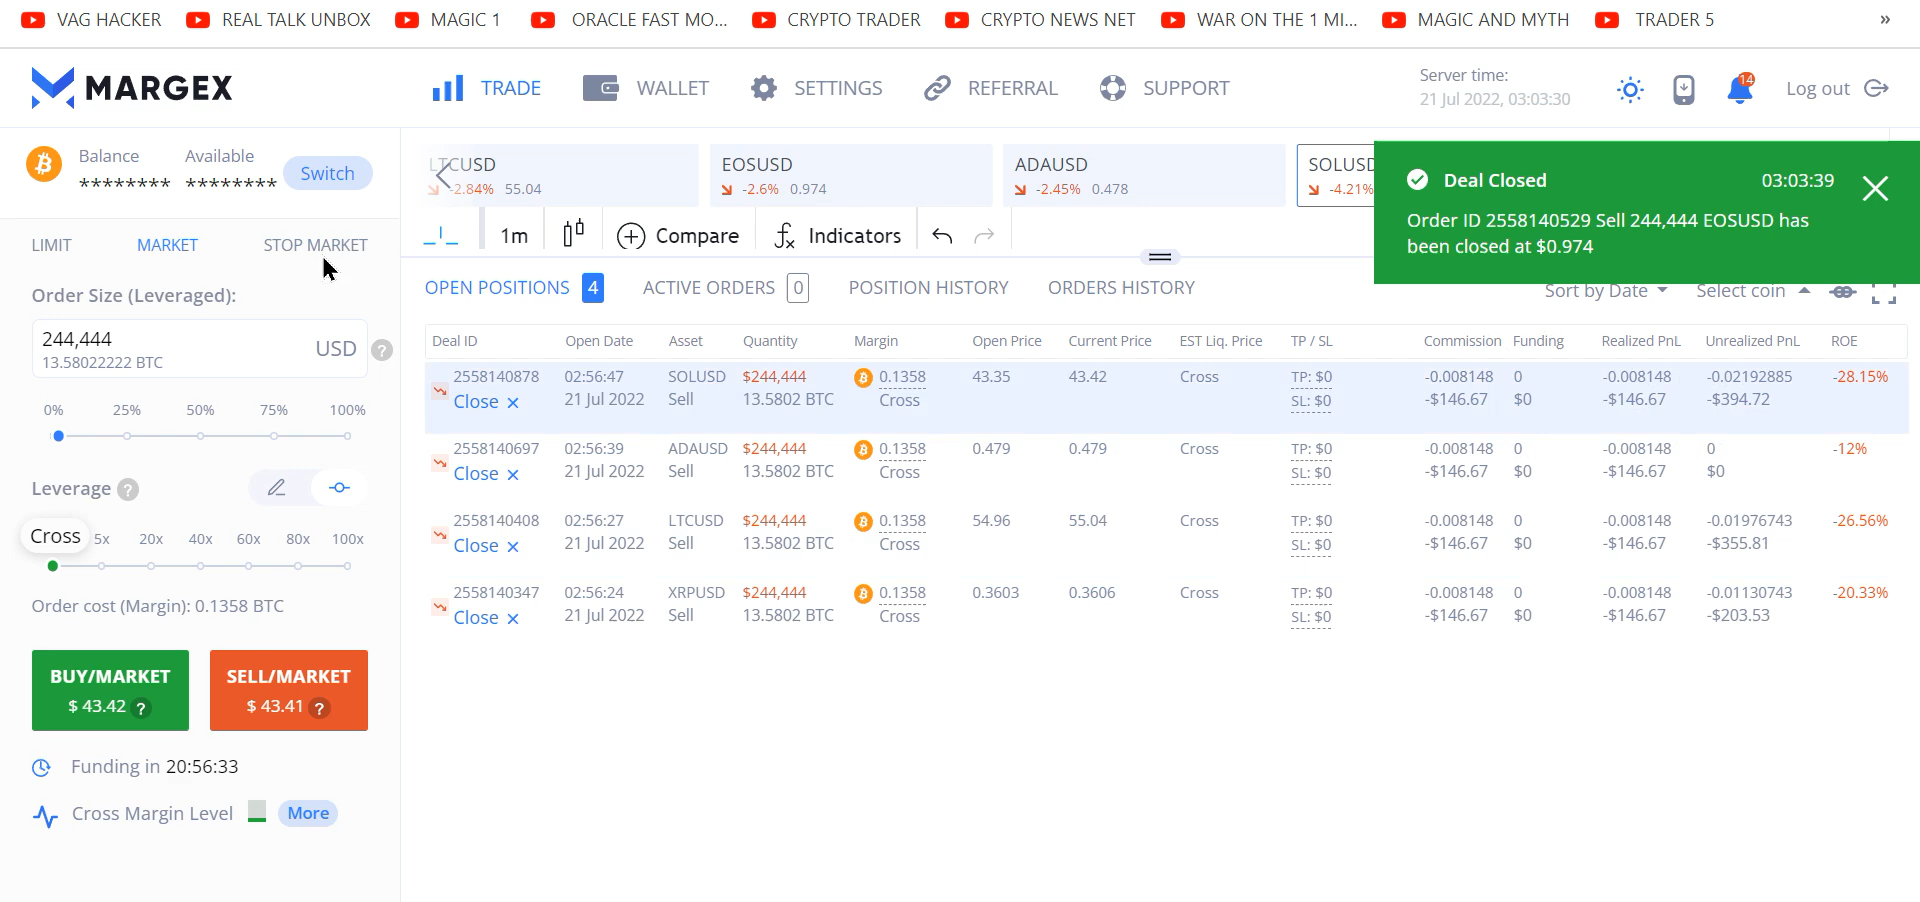 VAG HACKER REAL TALK UNBOX MAGIC 1 ORACLE FAST MO... CRYPTO TRADER CRYPTO NEWS NET WAR ON THE 1 MI... MAGIC AND MYTH TRADER 5 »
MARGEX TRADE WALLET SETTINGS REFERRAL SUPPORT
Server time:
21 Jul 2022, 03:03:30
14
Log out
Balance Available
******** ********
Switch
LTCUSD
-2.84% 55.04
EOSUSD
-2.6% 0.974
ADAUSD
-2.45% 0.478
SOLUSD
-4.21%
Deal Closed 03:03:39
Order ID 2558140529 Sell 244,444 EOSUSD has
been closed at $0.974
1m Compare Indicators
LIMIT MARKET STOP MARKET
Order Size (Leveraged):
244,444
13.58022222 BTC
USD ?
0% 25% 50% 75% 100%
Leverage ?
Cross 5x 20x 40x 60x 80x 100x
Order cost (Margin): 0.1358 BTC
BUY/MARKET
$ 43.42 ?
SELL/MARKET
$ 43.41 ?
Funding in 20:56:33
Cross Margin Level More
OPEN POSITIONS 4 ACTIVE ORDERS 0 POSITION HISTORY ORDERS HISTORY Sort by Date Select coin
Deal ID Open Date Asset Quantity Margin Open Price Current Price EST Liq. Price TP / SL Commission Funding Realized PnL Unrealized PnL ROE
2558140878 02:56:47 SOLUSD $244,444 0.1358 43.35 43.42 Cross TP: $0 -0.008148 0 -0.008148 -0.02192885 -28.15%
Close × 21 Jul 2022 Sell 13.5802 BTC Cross SL: $0 -$146.67 $0 -$146.67 -$394.72
2558140697 02:56:39 ADAUSD $244,444 0.1358 0.479 0.479 Cross TP: $0 -0.008148 0 -0.008148 0 -12%
Close × 21 Jul 2022 Sell 13.5802 BTC Cross SL: $0 -$146.67 $0 -$146.67 $0
2558140408 02:56:27 LTCUSD $244,444 0.1358 54.96 55.04 Cross TP: $0 -0.008148 0 -0.008148 -0.01976743 -26.56%
Close × 21 Jul 2022 Sell 13.5802 BTC Cross SL: $0 -$146.67 $0 -$146.67 -$355.81
2558140347 02:56:24 XRPUSD $244,444 0.1358 0.3603 0.3606 Cross TP: $0 -0.008148 0 -0.008148 -0.01130743 -20.33%
Close × 21 Jul 2022 Sell 13.5802 BTC Cross SL: $0 -$146.67 $0 -$146.67 -$203.53